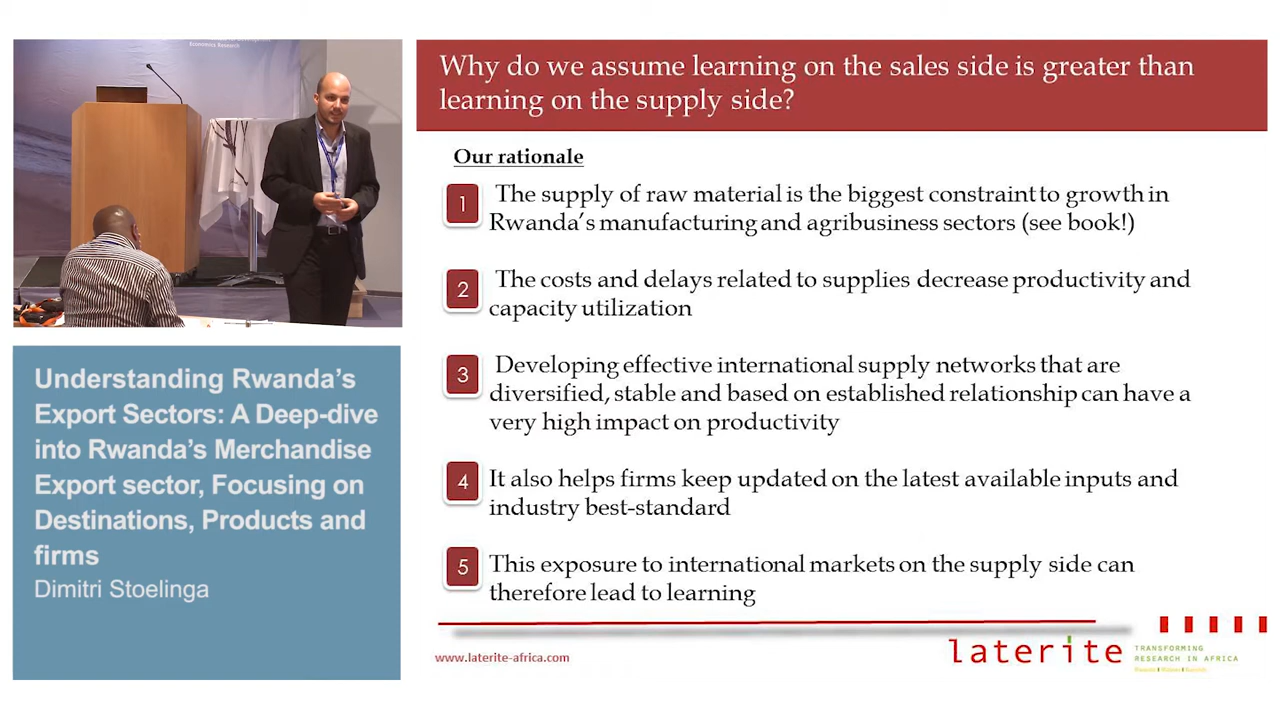 Economics Research
Why do we assume learning on the sales side is greater than
learning on the supply side?
Our rationale
1 The supply of raw material is the biggest constraint to growth in
Rwanda's manufacturing and agribusiness sectors (see book!)
2 The costs and delays related to supplies decrease productivity and
capacity utilization
3 Developing effective international supply networks that are
diversified, stable and based on established relationship can have a
very high impact on productivity
4 It also helps firms keep updated on the latest available inputs and
industry best-standard
5 This exposure to international markets on the supply side can
therefore lead to learning
www.laterite-africa.com
laterite
TRANSFORMING
RESEARCH IN AFRICA
Understanding Rwanda's
Export Sectors: A Deep-dive
into Rwanda's Merchandise
Export sector, Focusing on
Destinations, Products and
firms
Dimitri Stoelinga